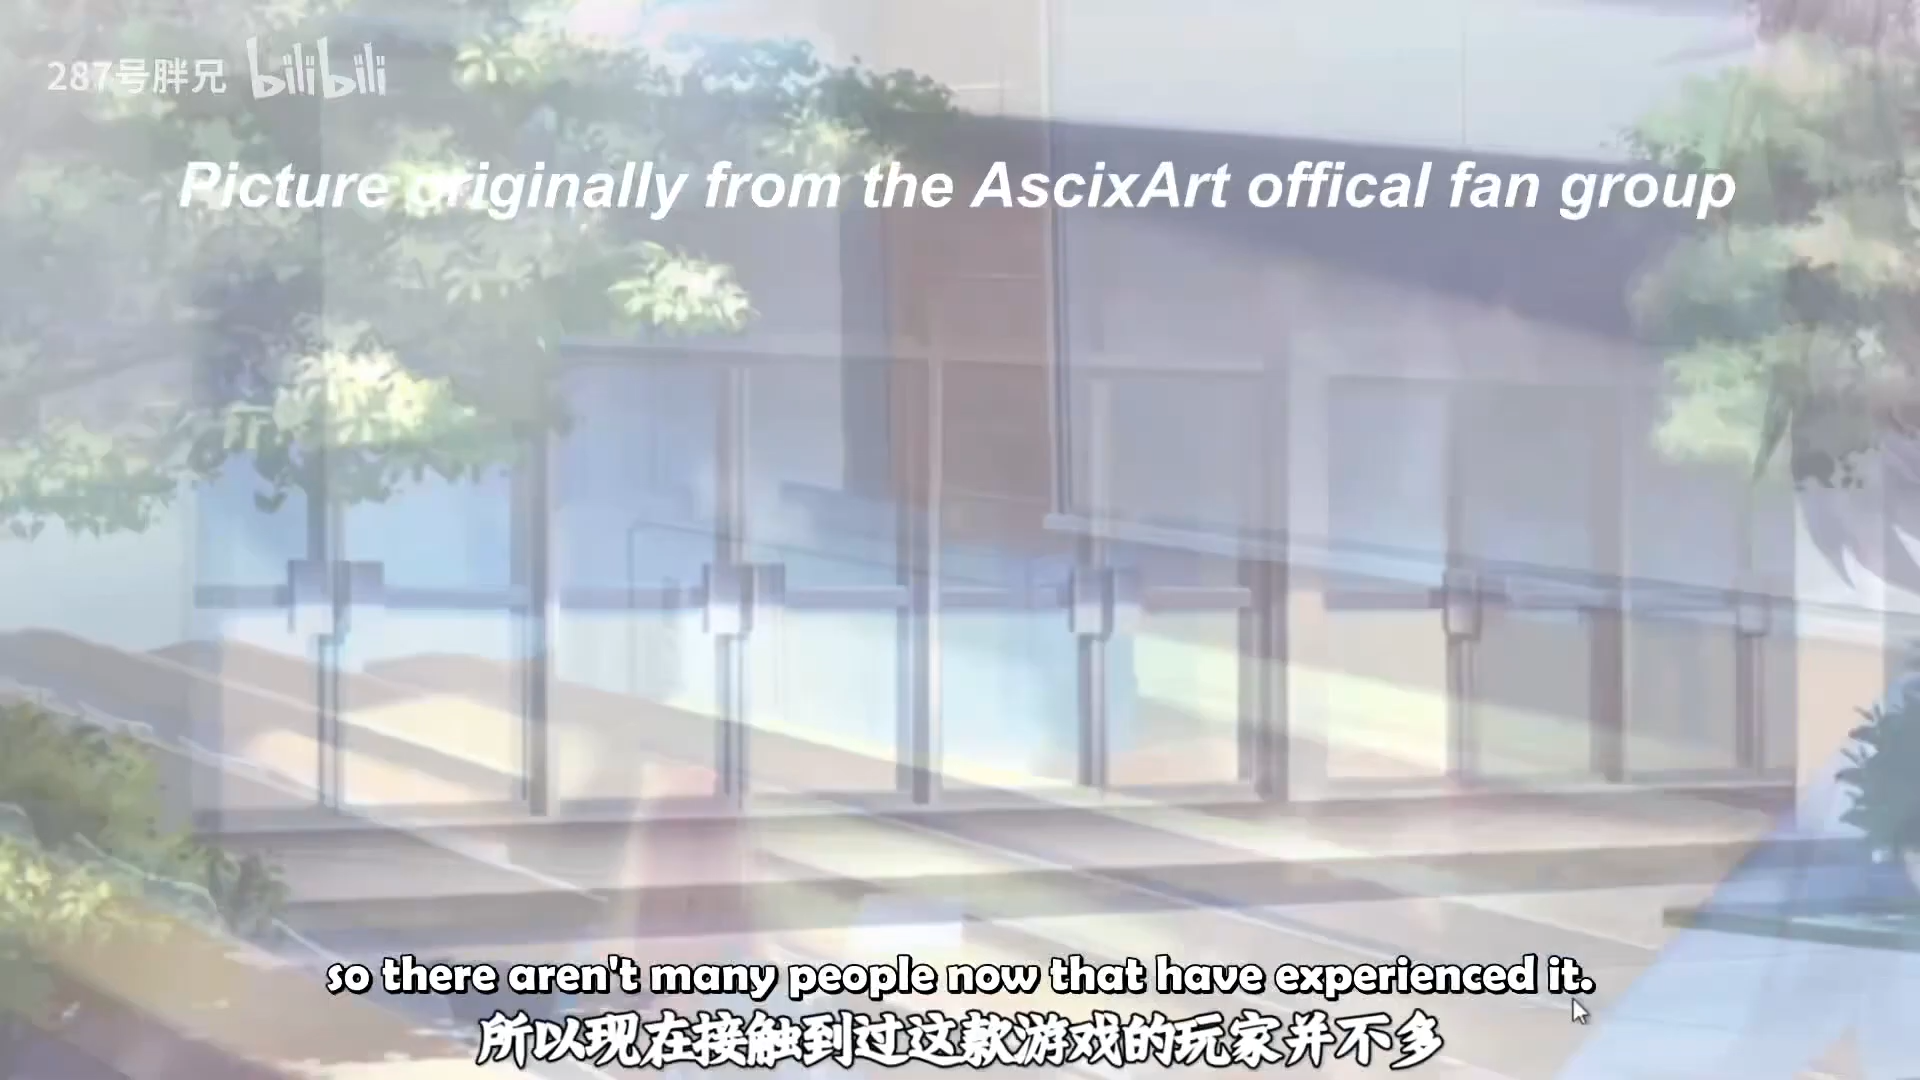 287号胖兄 bilibili
Picture originally from the AscixArt offical fan group
so there aren't many people now that have experienced it.
所以现在接触到过这款游戏的玩家并不多